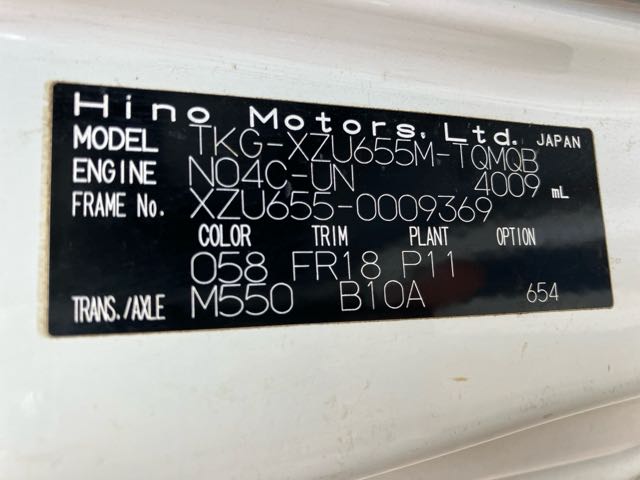 Hino Motors, Ltd. JAPAN
MODEL TKG-XZU655M-TQMQB
ENGINE N04C-UN 4009 mL
FRAME No. XZU655-0009369
COLOR TRIM PLANT OPTION
058 FR18 P11
TRANS./AXLE M550 B10A 654